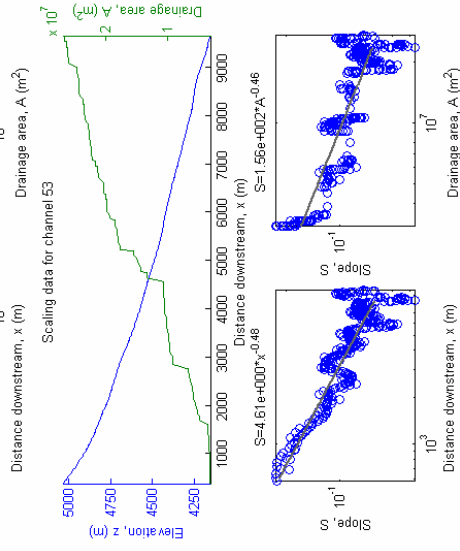 Distance downstream, x (m)
Drainage area, A (m²)
Scaling data for channel 53
x 10⁷
5000
4750
4500
4250
Elevation, z (m)
2
1
Drainage area, A (m²)
1000
2000
3000
4000
5000
6000
7000
8000
9000
Distance downstream, x (m)
S=4.61e+000*x^-0.48
10⁻¹
Slope, S
10³
Distance downstream, x (m)
S=1.56e+002*A^-0.46
10⁻¹
Slope, S
10⁷
Drainage area, A (m²)